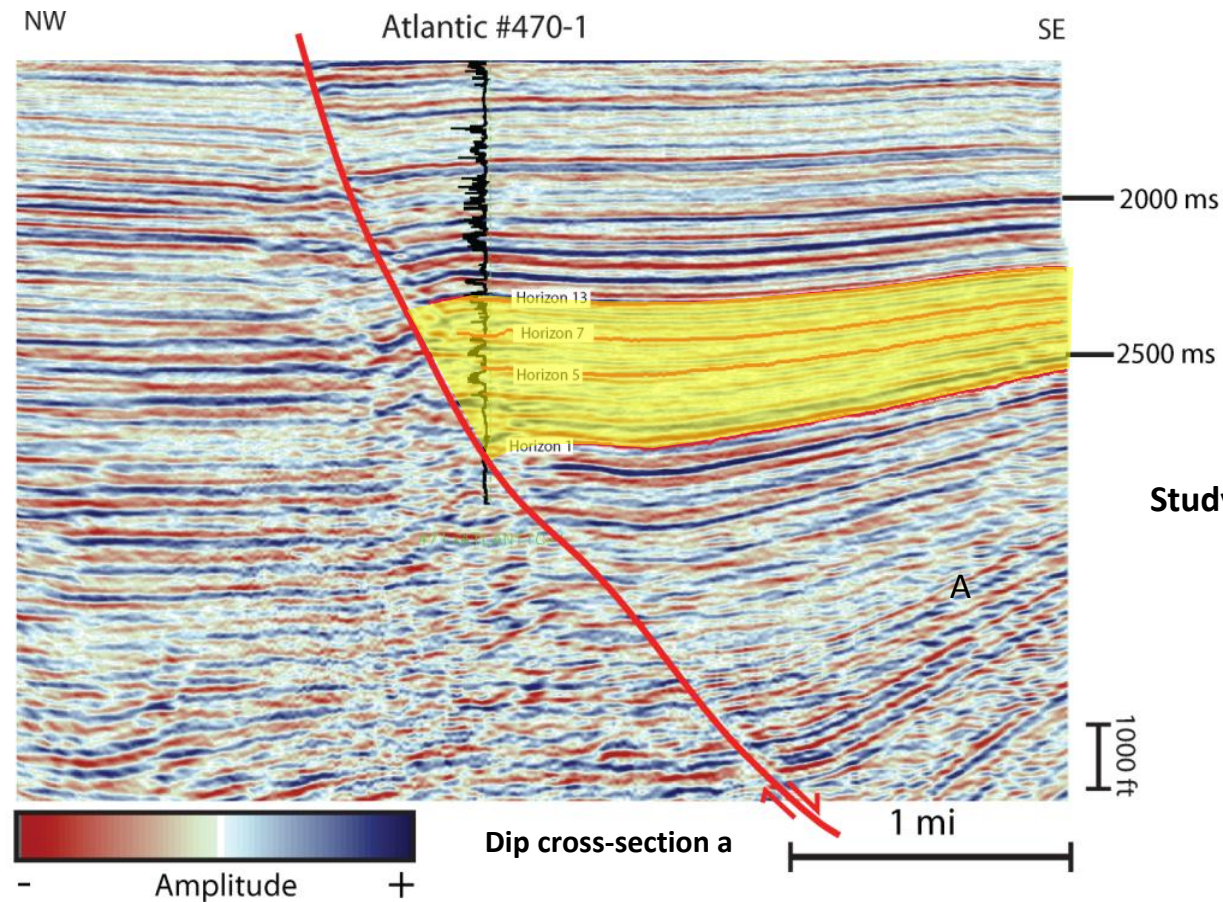 NW
Atlantic #470-1
SE
2000 ms
Horizon 13
Horizon 7
2500 ms
Horizon 5
Horizon 1
Study
A
1000 ft
1 mi
Dip cross-section a
- Amplitude +